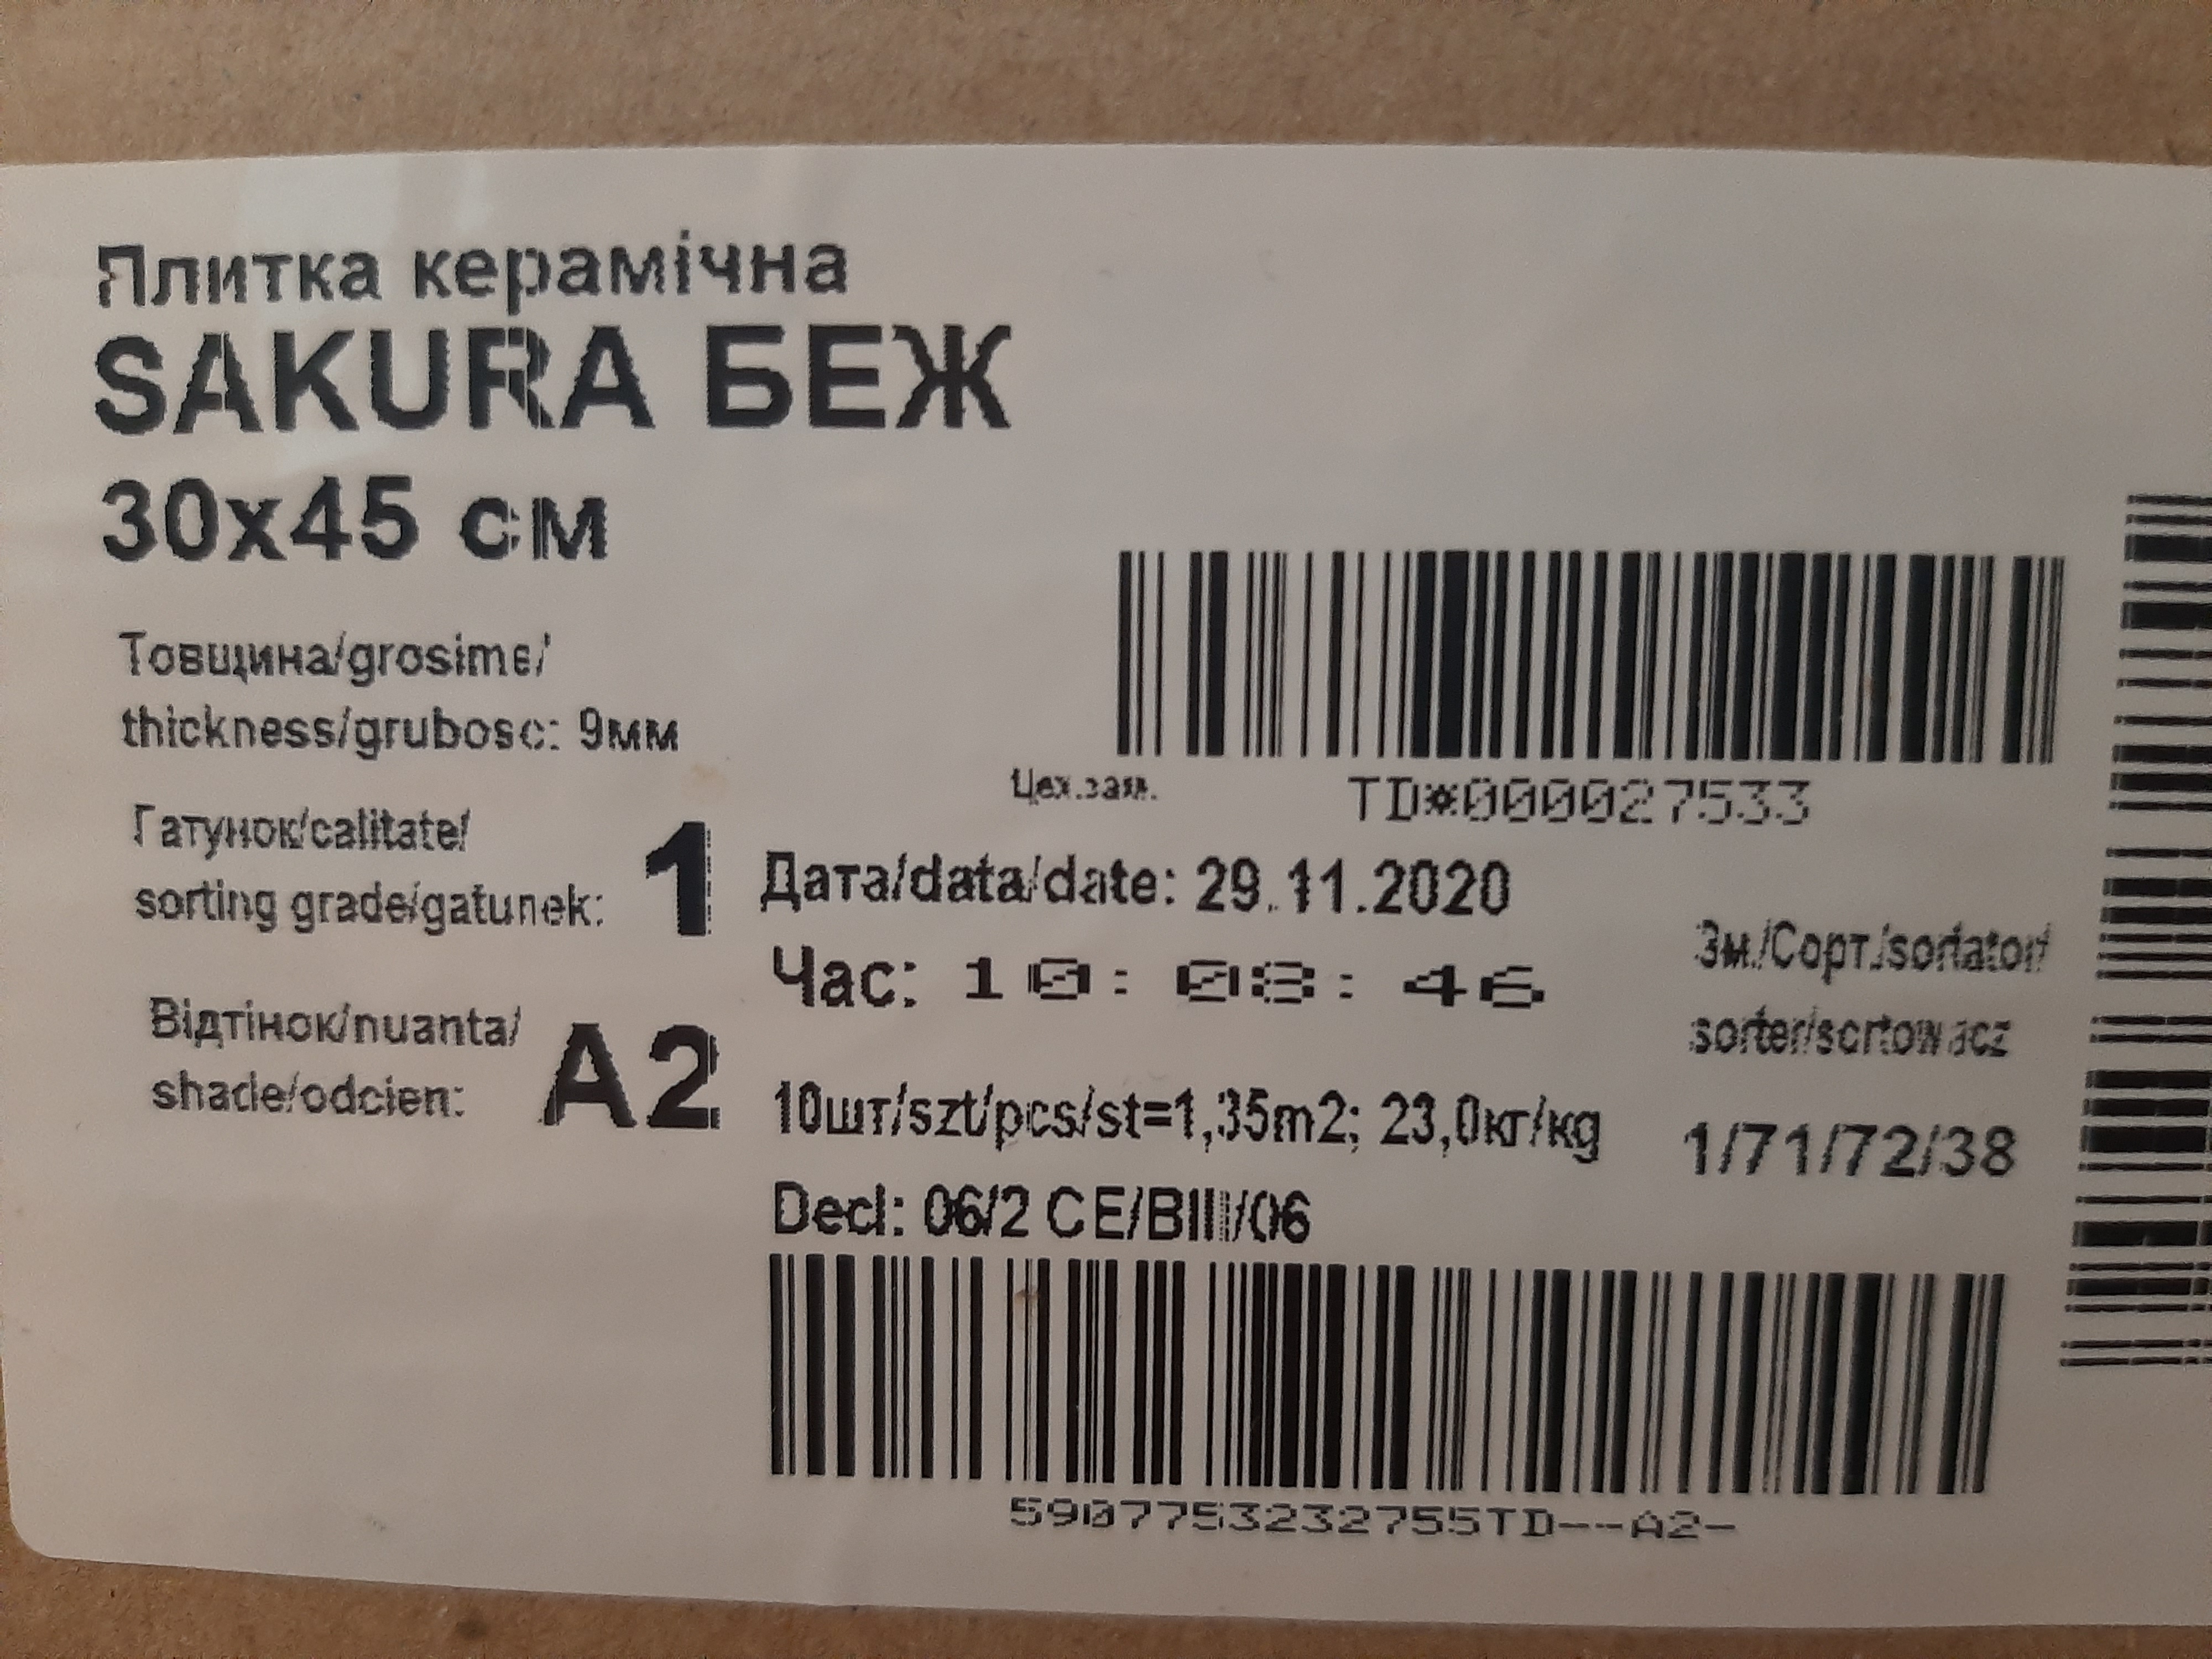 Плитка керамічна
SAKURA БЕЖ
30x45 см
Товщина/grosime/
thickness/grubosc: 9мм
Гатунок/calitate/
sorting grade/gatunek: 1
Відтінок/nuanta/
shade/odcien: A2
Цех.зам.
TD*000027533
Дата/data/date: 29.11.2020
Час: 10:08:46
Зм./Сорт./sortator/
sorter/sortowacz
10шт/szt/pcs/st=1,35m2; 23,0кг/kg
1/71/72/38
Decl: 06/2 CE/BIII/06
5907753232755TD--A2-